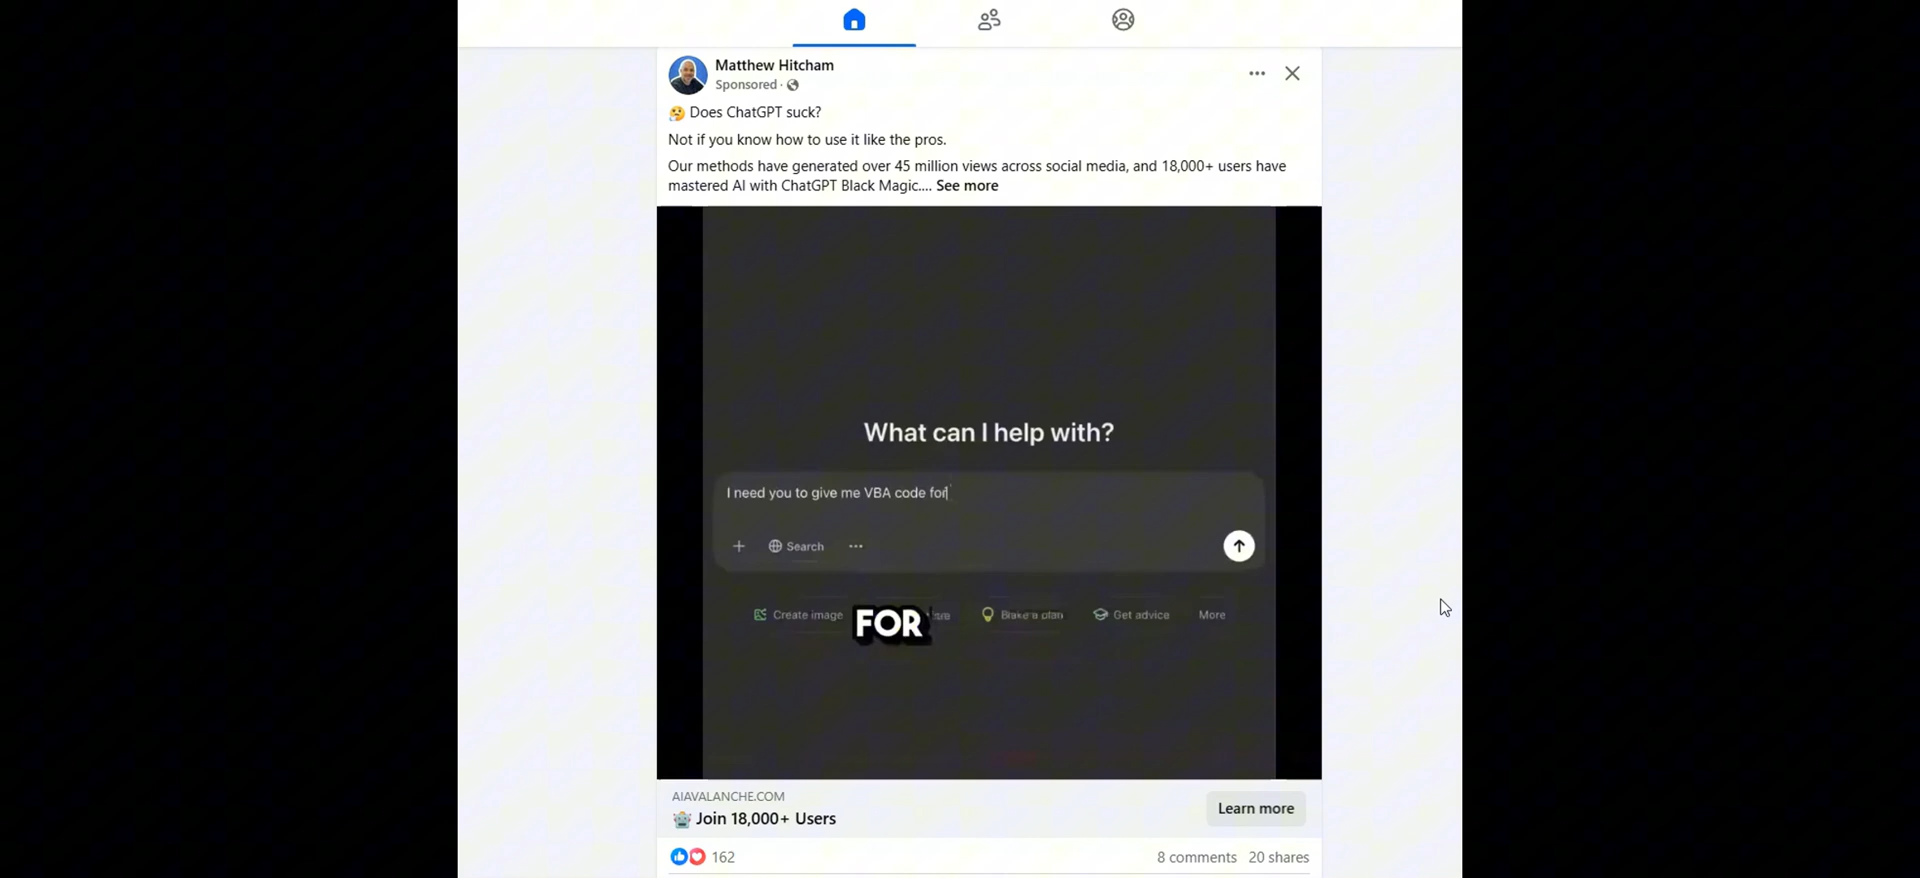 Matthew Hitcham
Sponsored ·
🤔 Does ChatGPT suck?
Not if you know how to use it like the pros.
Our methods have generated over 45 million views across social media, and 18,000+ users have
mastered AI with ChatGPT Black Magic.... See more
What can I help with?
I need you to give me VBA code for
Search
Create image
FOR
a plan
Get advice
More
AIAVALANCHE.COM
🤖 Join 18,000+ Users
Learn more
162
8 comments 20 shares